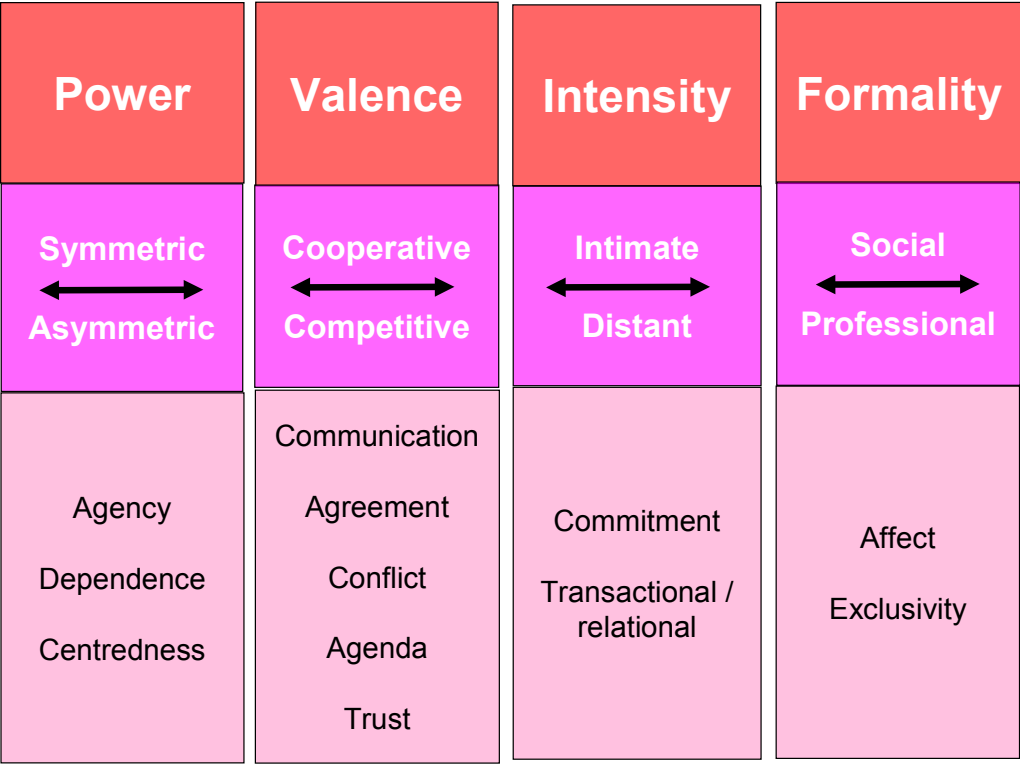 Power
Symmetric
Asymmetric
Agency
Dependence
Centredness
Valence
Cooperative
Competitive
Communication
Agreement
Conflict
Agenda
Trust
Intensity
Intimate
Distant
Commitment
Transactional /
relational
Formality
Social
Professional
Affect
Exclusivity